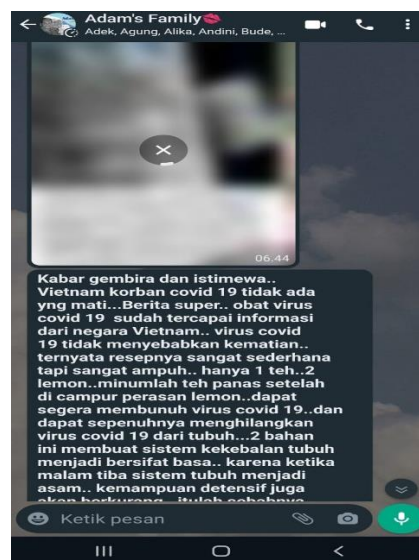 Adam's Family💋
Adek, Agung, Alika, Andini, Bude, ...
06.44
Kabar gembira dan istimewa..
Vietnam korban covid 19 tidak ada
yng mati...Berita super.. obat virus
covid 19 sudah tercapai informasi
dari negara Vietnam.. virus covid
19 tidak menyebabkan kematian..
ternyata resepnya sangat sederhana
tapi sangat ampuh.. hanya 1 teh..2
lemon..minumlah teh panas setelah
di campur perasan lemon..dapat
segera membunuh virus covid 19..dan
dapat sepenuhnya menghilangkan
virus covid 19 dari tubuh...2 bahan
ini membuat sistem kekebalan tubuh
menjadi bersifat basa.. karena ketika
malam tiba sistem tubuh menjadi
asam.. kemampuan detensif juga
akan berkurang...itulah sebabnya
Ketik pesan